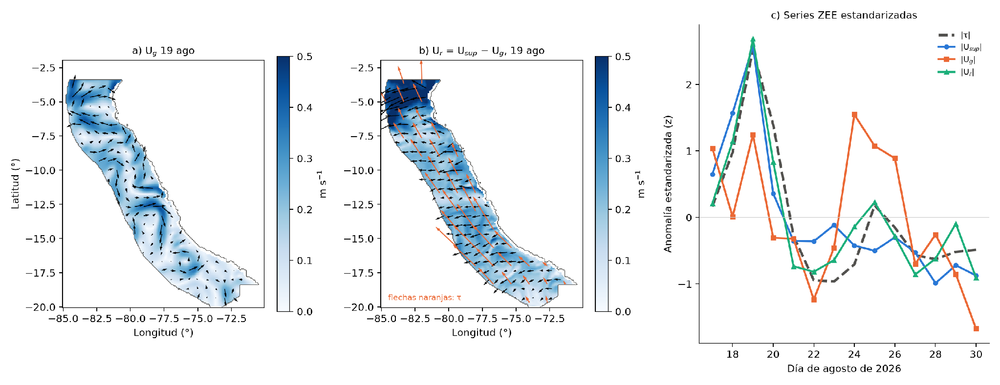 a) U_g 19 ago
−2.5
−5.0
−7.5
−10.0
−12.5
−15.0
−17.5
−20.0
Latitud (°)
−85.0 −82.5 −80.0 −77.5 −75.0 −72.5
Longitud (°)
0.5
0.4
0.3
0.2
0.1
0.0
m s⁻¹
b) U_r = U_sup − U_g, 19 ago
−2.5
−5.0
−7.5
−10.0
−12.5
−15.0
−17.5
−20.0
flechas naranjas: τ
−85.0 −82.5 −80.0 −77.5 −75.0 −72.5
Longitud (°)
0.5
0.4
0.3
0.2
0.1
0.0
m s⁻¹
c) Series ZEE estandarizadas
|τ|
|U_sup|
|U_g|
|U_r|
2
1
0
−1
Anomalía estandarizada (z)
18 20 22 24 26 28 30
Día de agosto de 2026